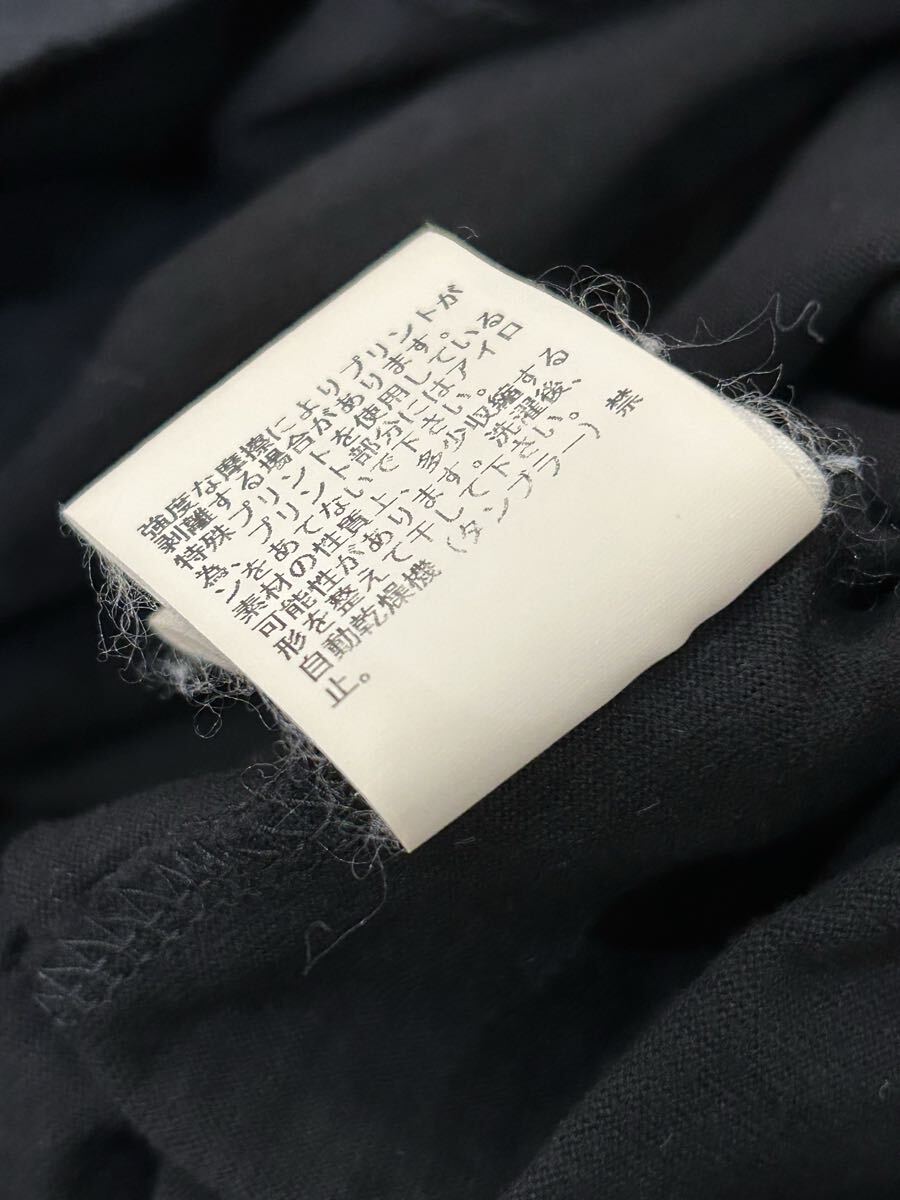 強度な摩擦によりプリントが
剥離する場合があります。
特殊プリントを使用している
為、プリント部分にはアイロ
ンをあてないで下さい。
素材の性質上、多少収縮する
可能性があります。洗濯後、
形を整えて干して下さい。
自動乾燥機（タンブラー） 禁
止。